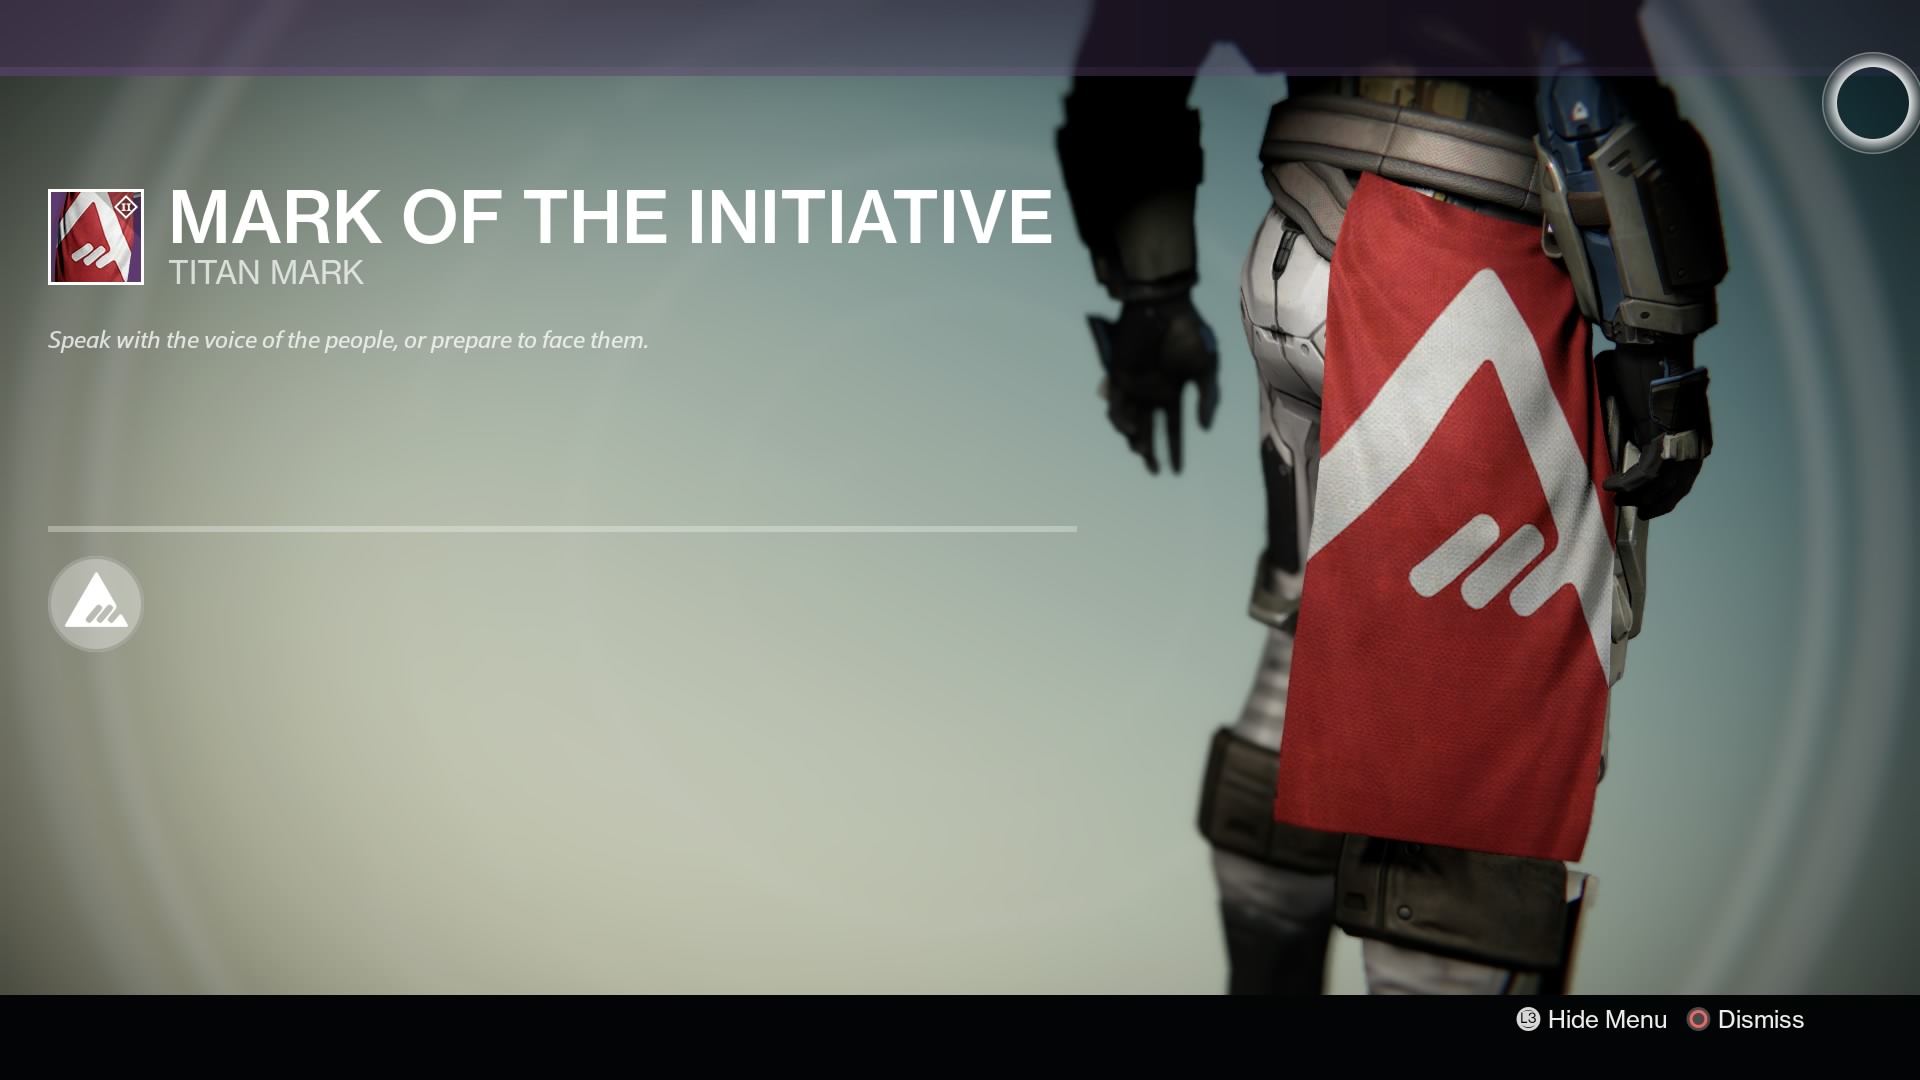 MARK OF THE INITIATIVE
TITAN MARK
Speak with the voice of the people, or prepare to face them.
II
L3 Hide Menu Dismiss